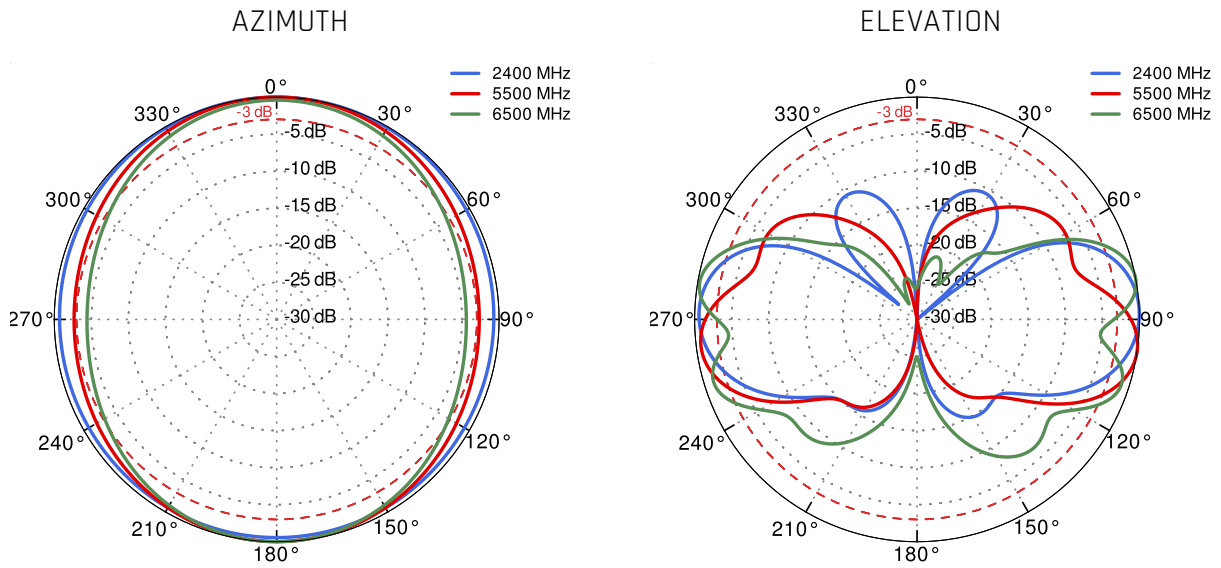 AZIMUTH
2400 MHz
5500 MHz
6500 MHz
0°
30°
60°
90°
120°
150°
180°
210°
240°
270°
300°
330°
-3 dB
-5 dB
-10 dB
-15 dB
-20 dB
-25 dB
-30 dB
ELEVATION
2400 MHz
5500 MHz
6500 MHz
0°
30°
60°
90°
120°
150°
180°
210°
240°
270°
300°
330°
-3 dB
-5 dB
-10 dB
-15 dB
-20 dB
-25 dB
-30 dB